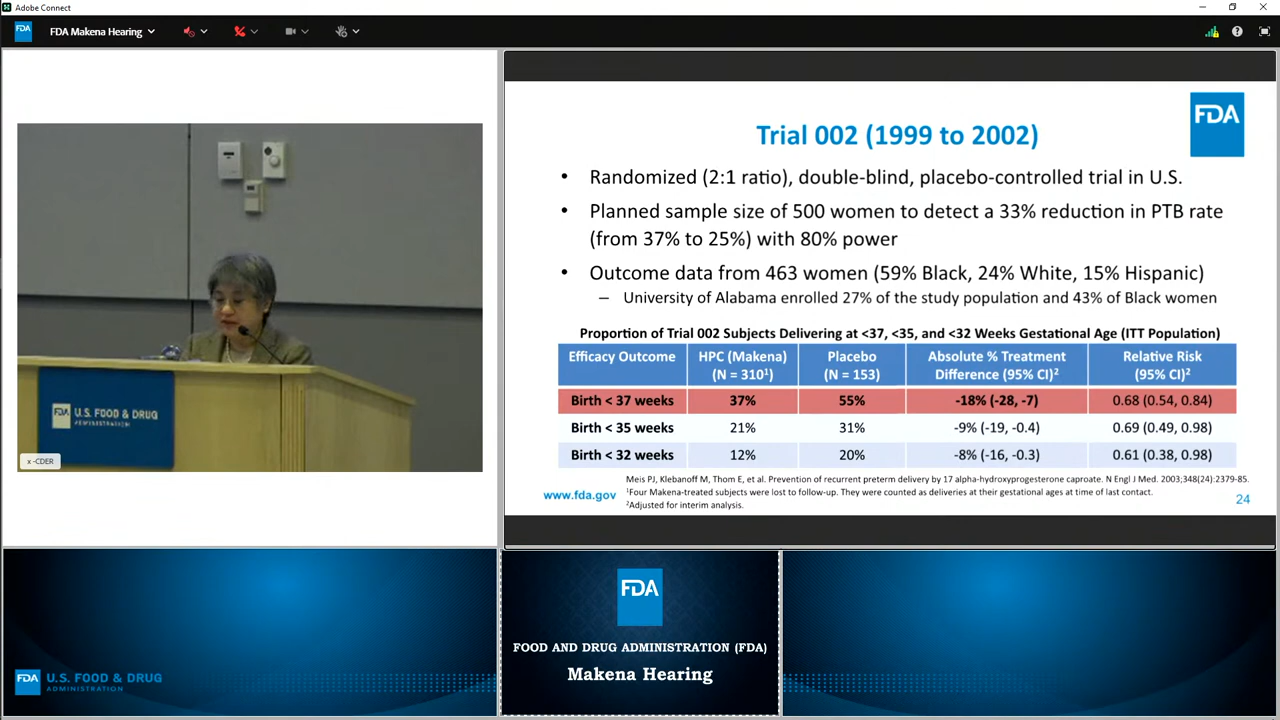 Adobe Connect
FDA
FDA Makena Hearing
FDA
Trial 002 (1999 to 2002)
• Randomized (2:1 ratio), double-blind, placebo-controlled trial in U.S.
• Planned sample size of 500 women to detect a 33% reduction in PTB rate
(from 37% to 25%) with 80% power
• Outcome data from 463 women (59% Black, 24% White, 15% Hispanic)
– University of Alabama enrolled 27% of the study population and 43% of Black women
Proportion of Trial 002 Subjects Delivering at <37, <35, and <32 Weeks Gestational Age (ITT Population)
Efficacy Outcome HPC (Makena) (N = 310¹) Placebo (N = 153) Absolute % Treatment Difference (95% CI)² Relative Risk (95% CI)²
Birth < 37 weeks 37% 55% -18% (-28, -7) 0.68 (0.54, 0.84)
Birth < 35 weeks 21% 31% -9% (-19, -0.4) 0.69 (0.49, 0.98)
Birth < 32 weeks 12% 20% -8% (-16, -0.3) 0.61 (0.38, 0.98)
Meis PJ, Klebanoff M, Thom E, et al. Prevention of recurrent preterm delivery by 17 alpha-hydroxyprogesterone caproate. N Engl J Med. 2003;348(24):2379-85.
¹Four Makena-treated subjects were lost to follow-up. They were counted as deliveries at their gestational ages at time of last contact.
²Adjusted for interim analysis.
www.fda.gov
24
FDA U.S. FOOD & DRUG
ADMINISTRATION
x -CDER
FDA U.S. FOOD & DRUG
ADMINISTRATION
FDA
FOOD AND DRUG ADMINISTRATION (FDA)
Makena Hearing